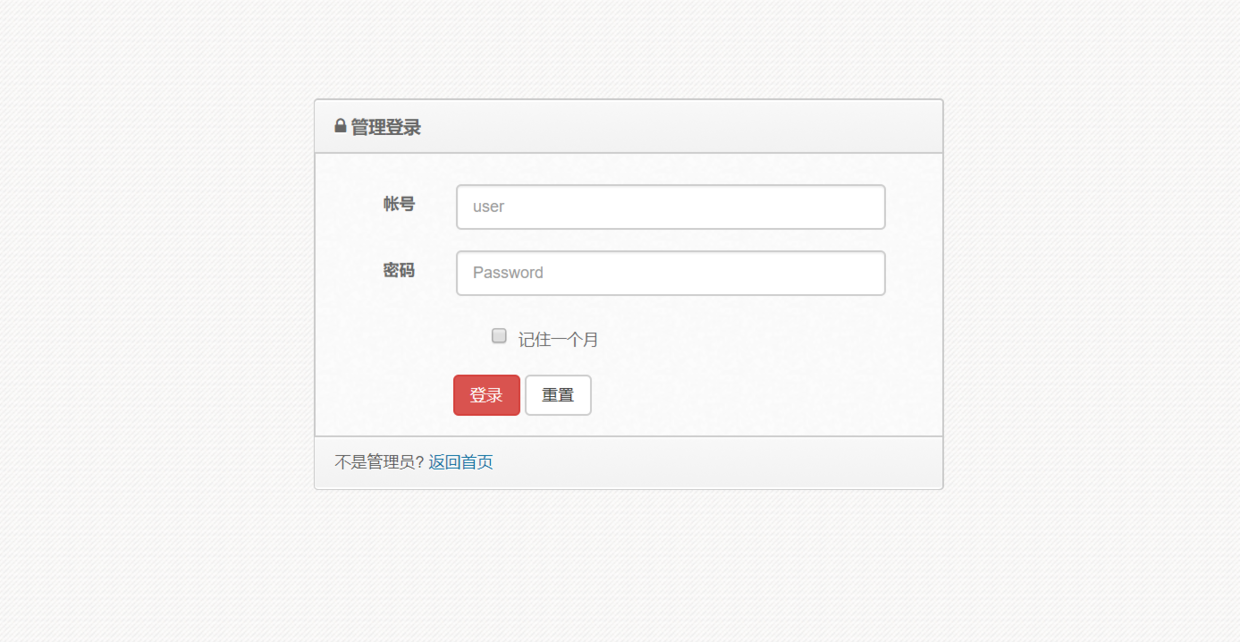 管理登录
帐号
user
密码
Password
记住一个月
登录 重置
不是管理员? 返回首页